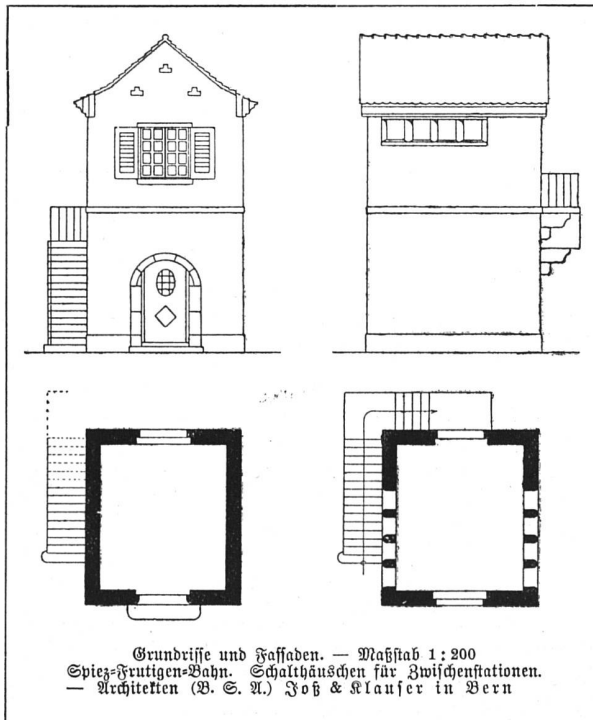 Grundrisse und Fassaden. — Maßstab 1:200
Spiez-Frutigen-Bahn. Schalthäuschen für Zwischenstationen.
— Architekten (B. S. A.) Joß & Klauser in Bern